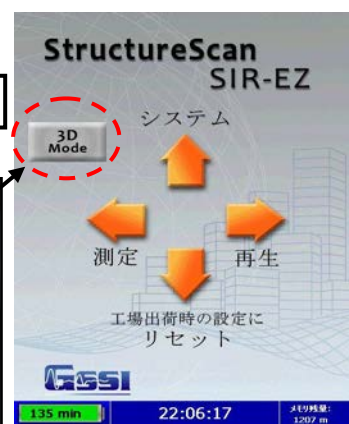 StructureScan
SIR-EZ
システム
3D
Mode
測定
再生
工場出荷時の設定に
リセット
GSSI
135 min
22:06:17
メモリ残量:
1207 m